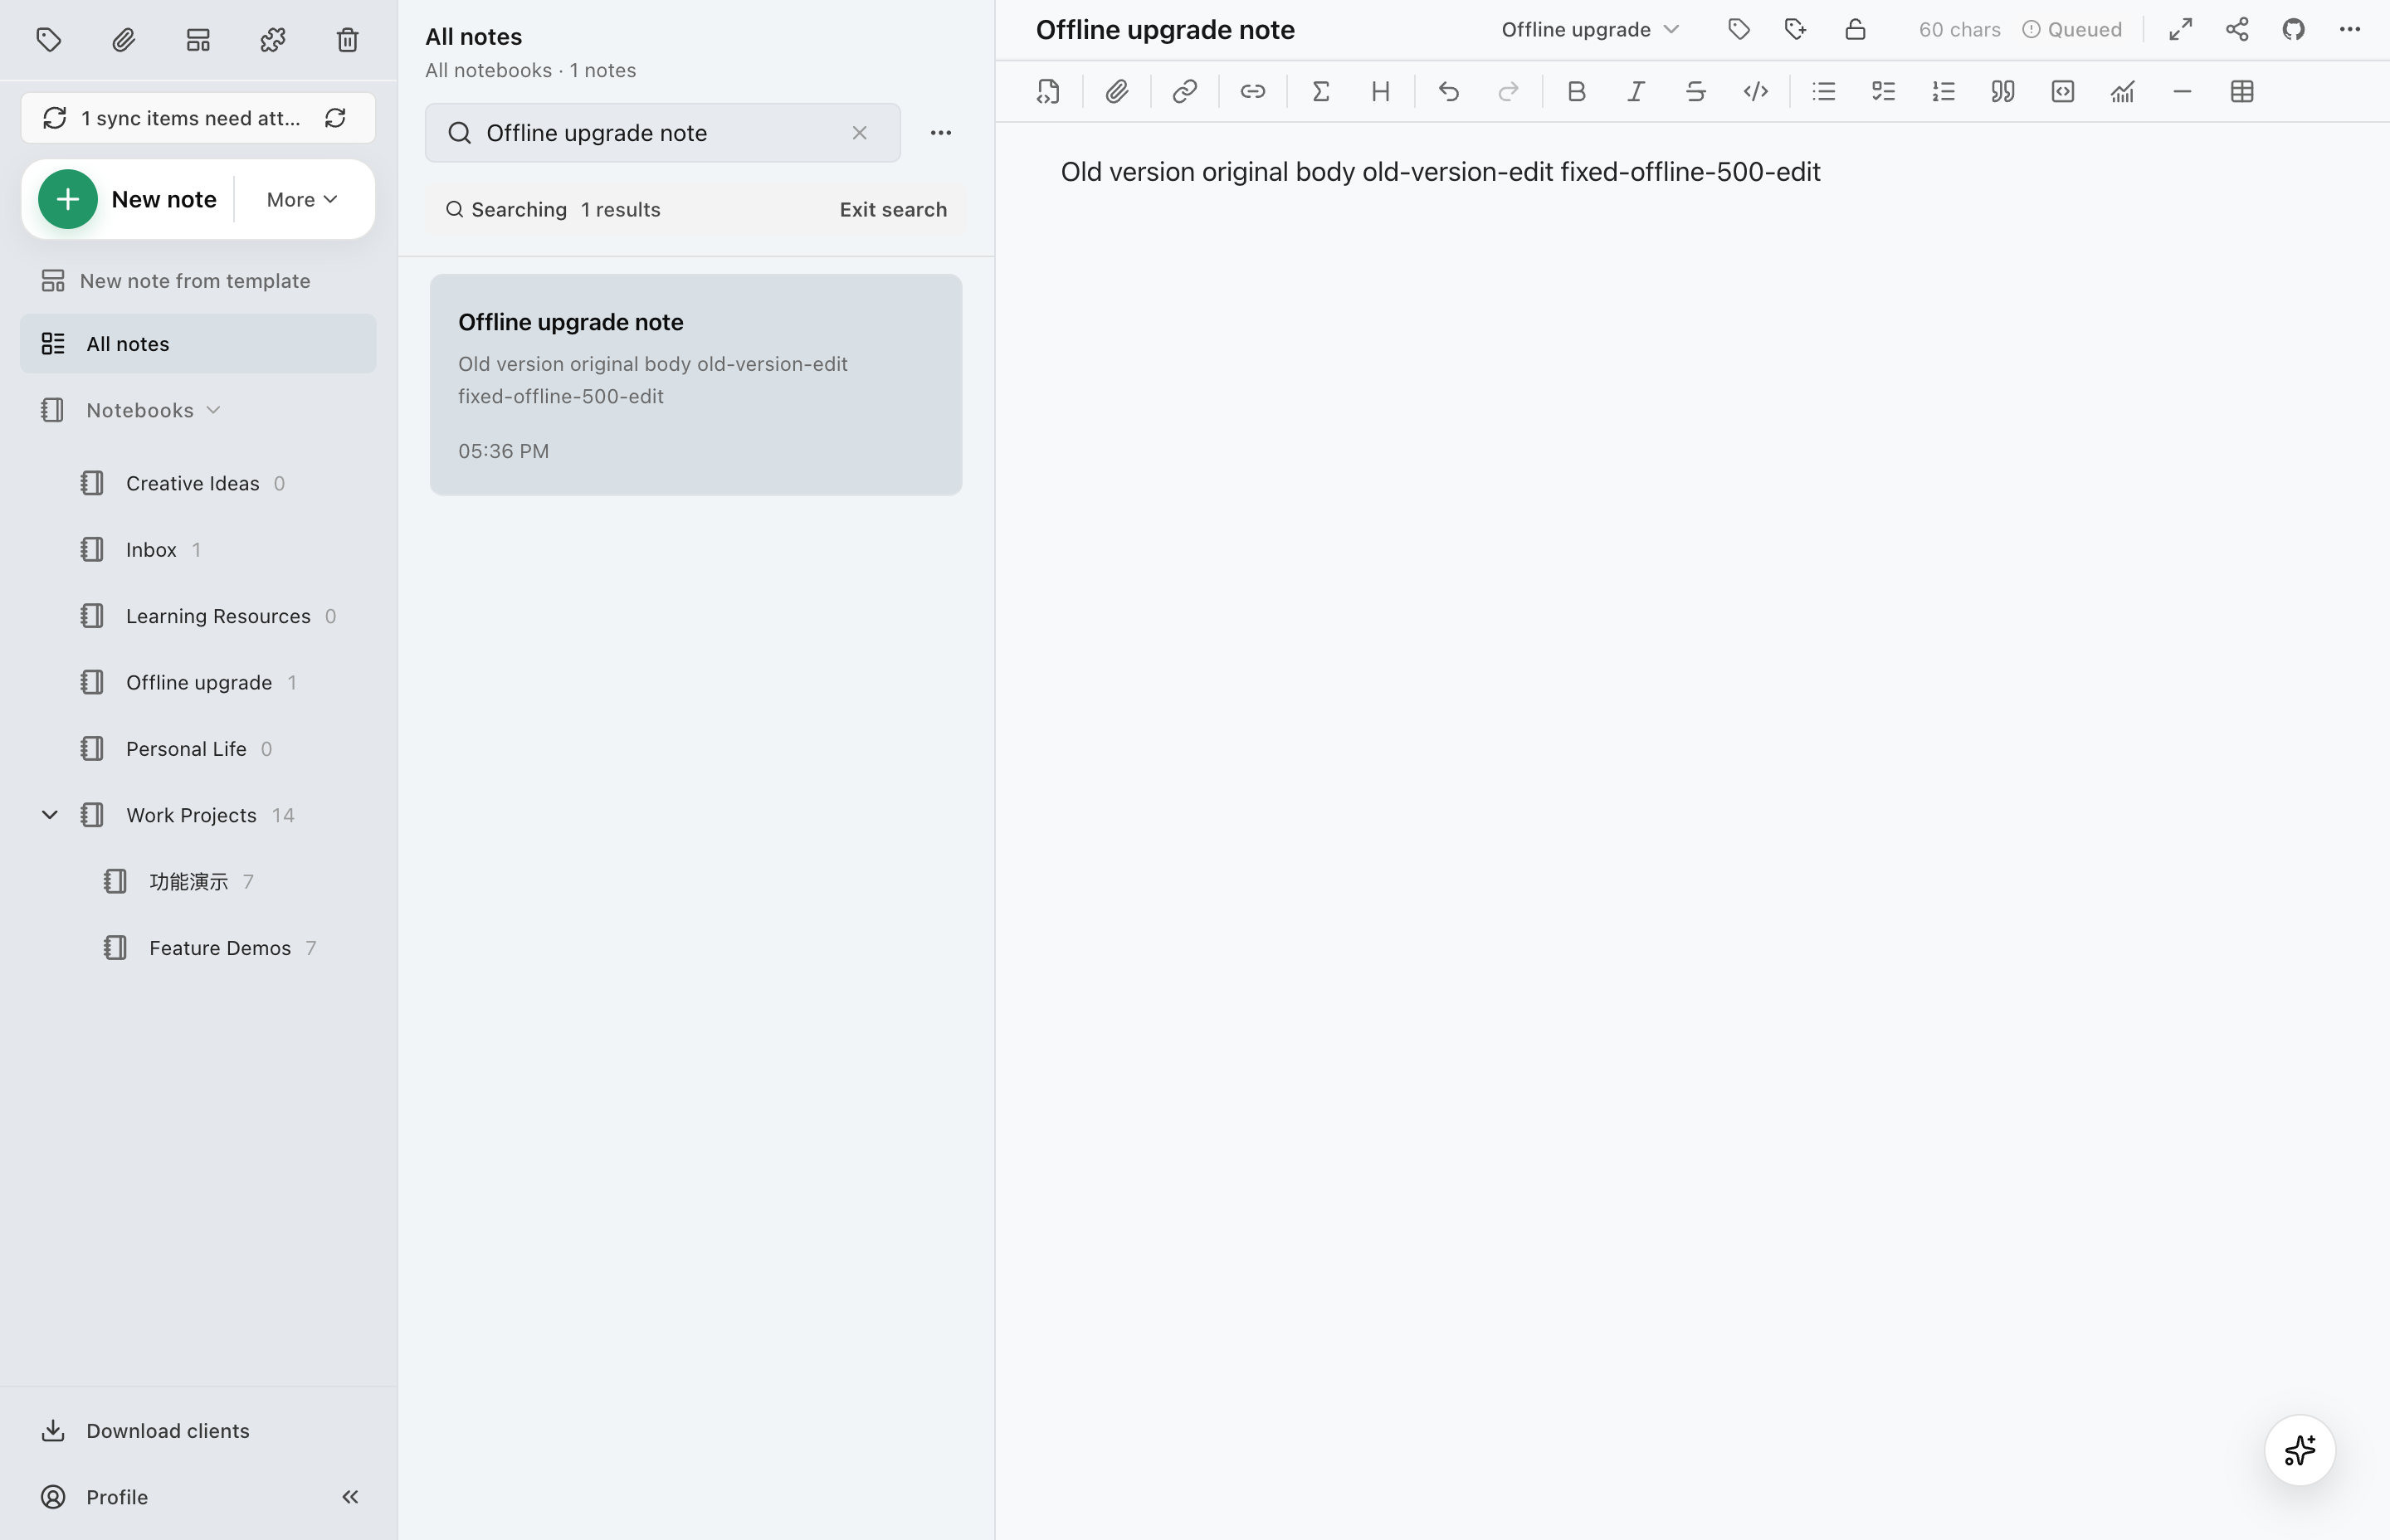 1 sync items need att...
New note
More
New note from template
All notes
Notebooks
Creative Ideas 0
Inbox 1
Learning Resources 0
Offline upgrade 1
Personal Life 0
Work Projects 14
功能演示 7
Feature Demos 7
Download clients
Profile
All notes
All notebooks · 1 notes
Offline upgrade note
Searching 1 results
Exit search
Offline upgrade note
Old version original body old-version-edit
fixed-offline-500-edit
05:36 PM
Offline upgrade note
Offline upgrade
60 chars
Queued
Old version original body old-version-edit fixed-offline-500-edit